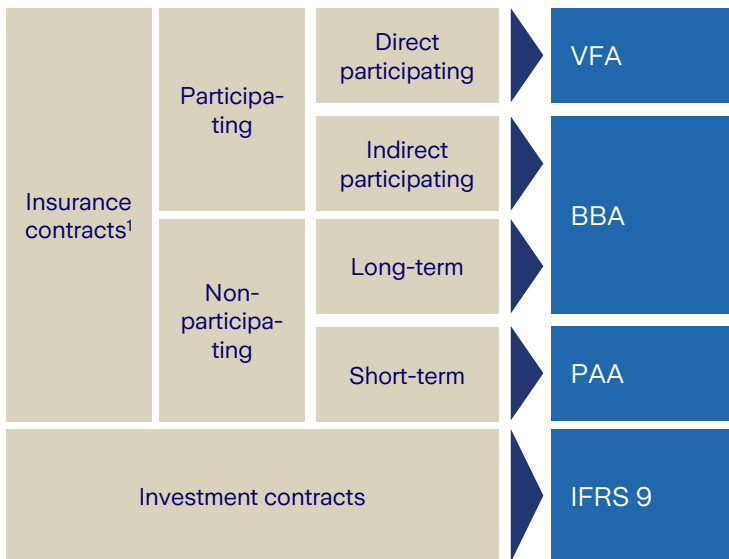 Insurance
contracts¹
Participa-
ting
Direct
participating
VFA
Indirect
participating
BBA
Non-
participa-
ting
Long-term
Short-term
PAA
Investment contracts
IFRS 9